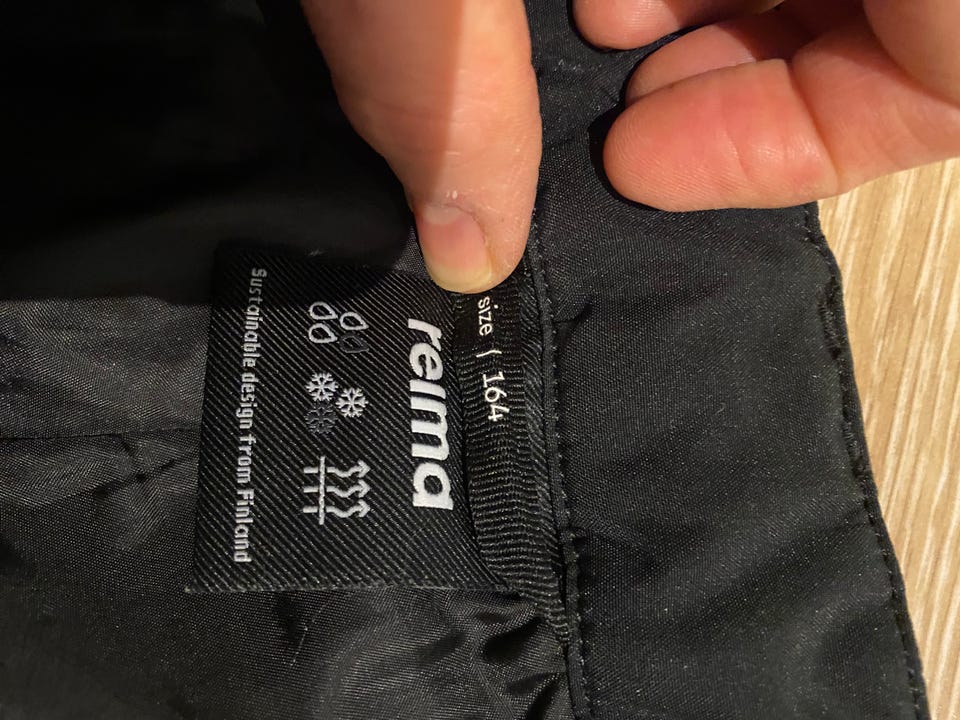 size | 164
reima
Sustainable design from Finland